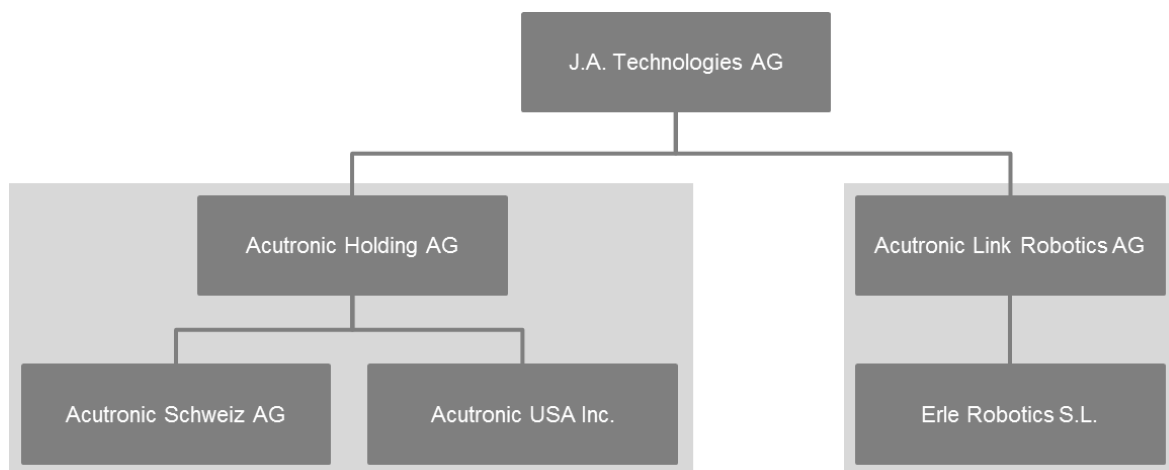 J.A. Technologies AG
Acutronic Holding AG
Acutronic Link Robotics AG
Acutronic Schweiz AG
Acutronic USA Inc.
Erle Robotics S.L.